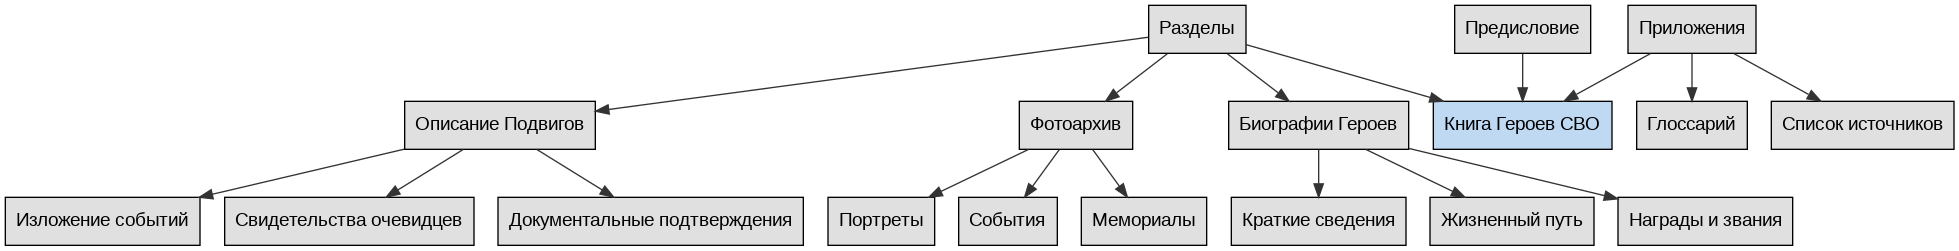 Разделы
Предисловие
Приложения
Описание Подвигов
Фотоархив
Биографии Героев
Книга Героев СВО
Глоссарий
Список источников
Изложение событий
Свидетельства очевидцев
Документальные подтверждения
Портреты
События
Мемориалы
Краткие сведения
Жизненный путь
Награды и звания